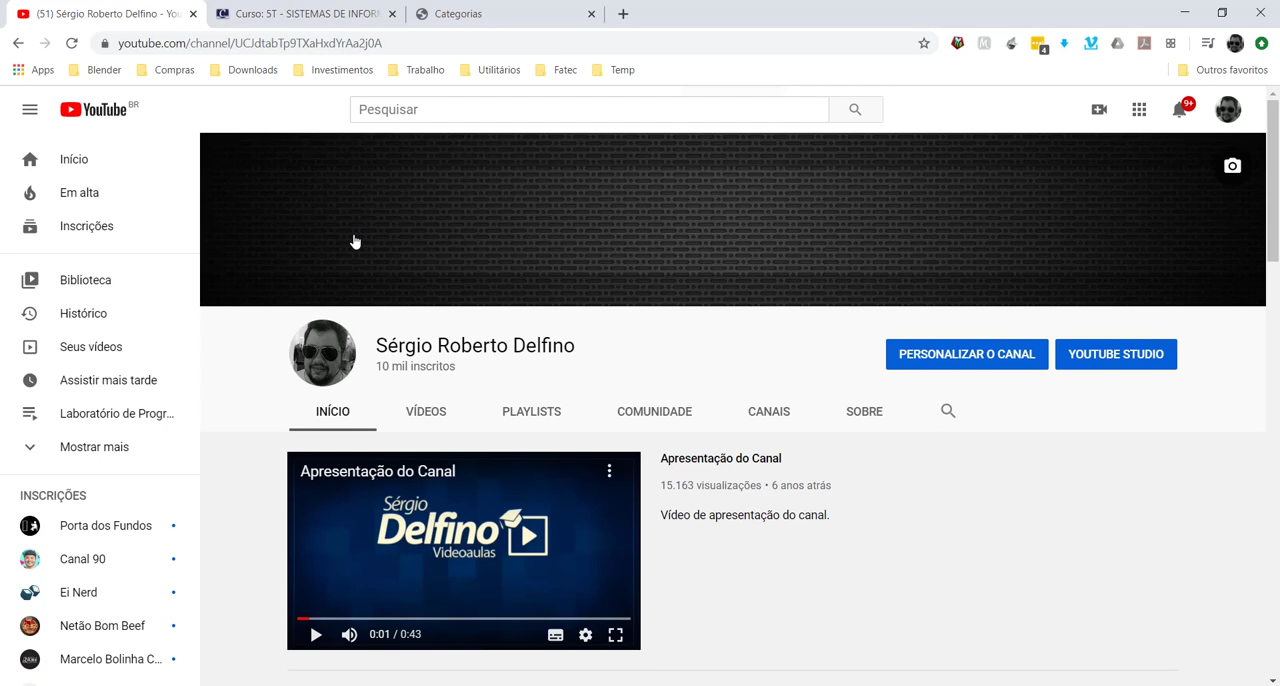 (51) Sérgio Roberto Delfino - You
Curso: 5T - SISTEMAS DE INFOR
Categorias
youtube.com/channel/UCJdtabTp9TXaHxdYrAa2j0A
4
Apps
Blender
Compras
Downloads
Investimentos
Trabalho
Utilitários
Fatec
Temp
Outros favoritos
YouTube BR
Pesquisar
9+
Início
Em alta
Inscrições
Biblioteca
Histórico
Seus vídeos
Assistir mais tarde
Laboratório de Progr...
Mostrar mais
INSCRIÇÕES
Porta dos Fundos
Canal 90
Ei Nerd
Netão Bom Beef
Marcelo Bolinha C...
Sérgio Roberto Delfino
10 mil inscritos
PERSONALIZAR O CANAL
YOUTUBE STUDIO
INÍCIO
VÍDEOS
PLAYLISTS
COMUNIDADE
CANAIS
SOBRE
Apresentação do Canal
Sérgio
Delfino
Videoaulas
0:01 / 0:43
Apresentação do Canal
15.163 visualizações • 6 anos atrás
Vídeo de apresentação do canal.